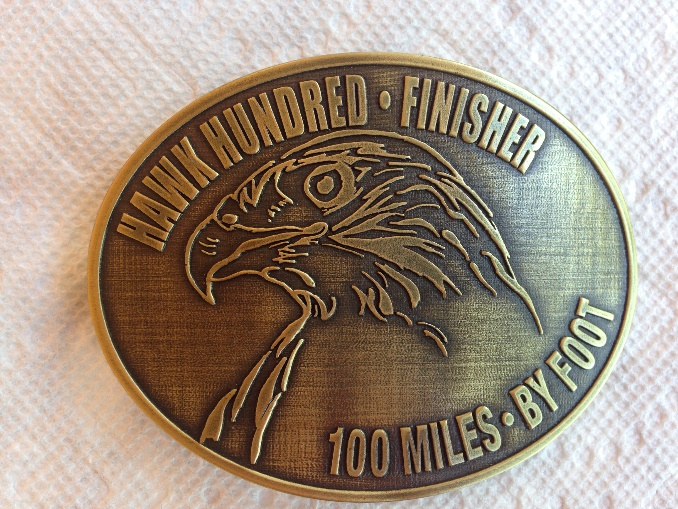 HAWK HUNDRED • FINISHER
100 MILES • BY FOOT